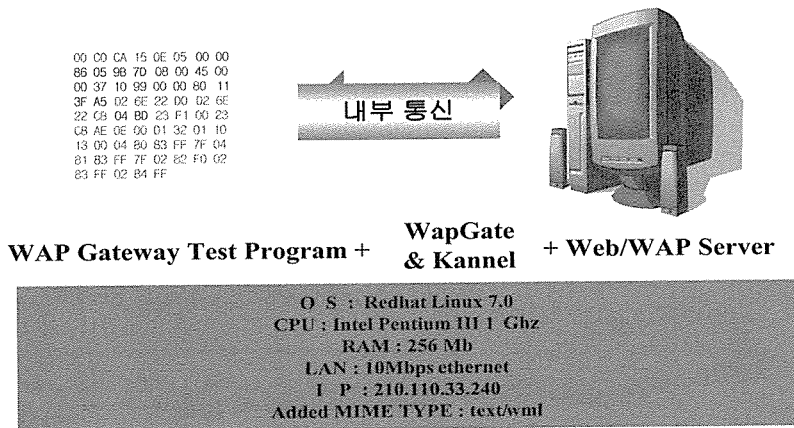 00 C0 CA 15 0E 05 00 00
86 05 9B 7D 08 00 45 00
00 37 10 99 00 00 80 11
3F A5 02 6E 22 D0 02 6E
22 CB 04 BD 23 F1 00 23
C8 AE 0E 00 01 32 01 10
13 00 04 80 83 FF 7F 04
81 83 FF 7F 02 82 F0 02
83 FF 02 84 FF
내부 통신
WAP Gateway Test Program +
WapGate
& Kannel
+ Web/WAP Server
O S : Redhat Linux 7.0
CPU : Intel Pentium III 1 Ghz
RAM : 256 Mb
LAN : 10Mbps ethernet
I P : 210.110.33.240
Added MIME TYPE : text/wml